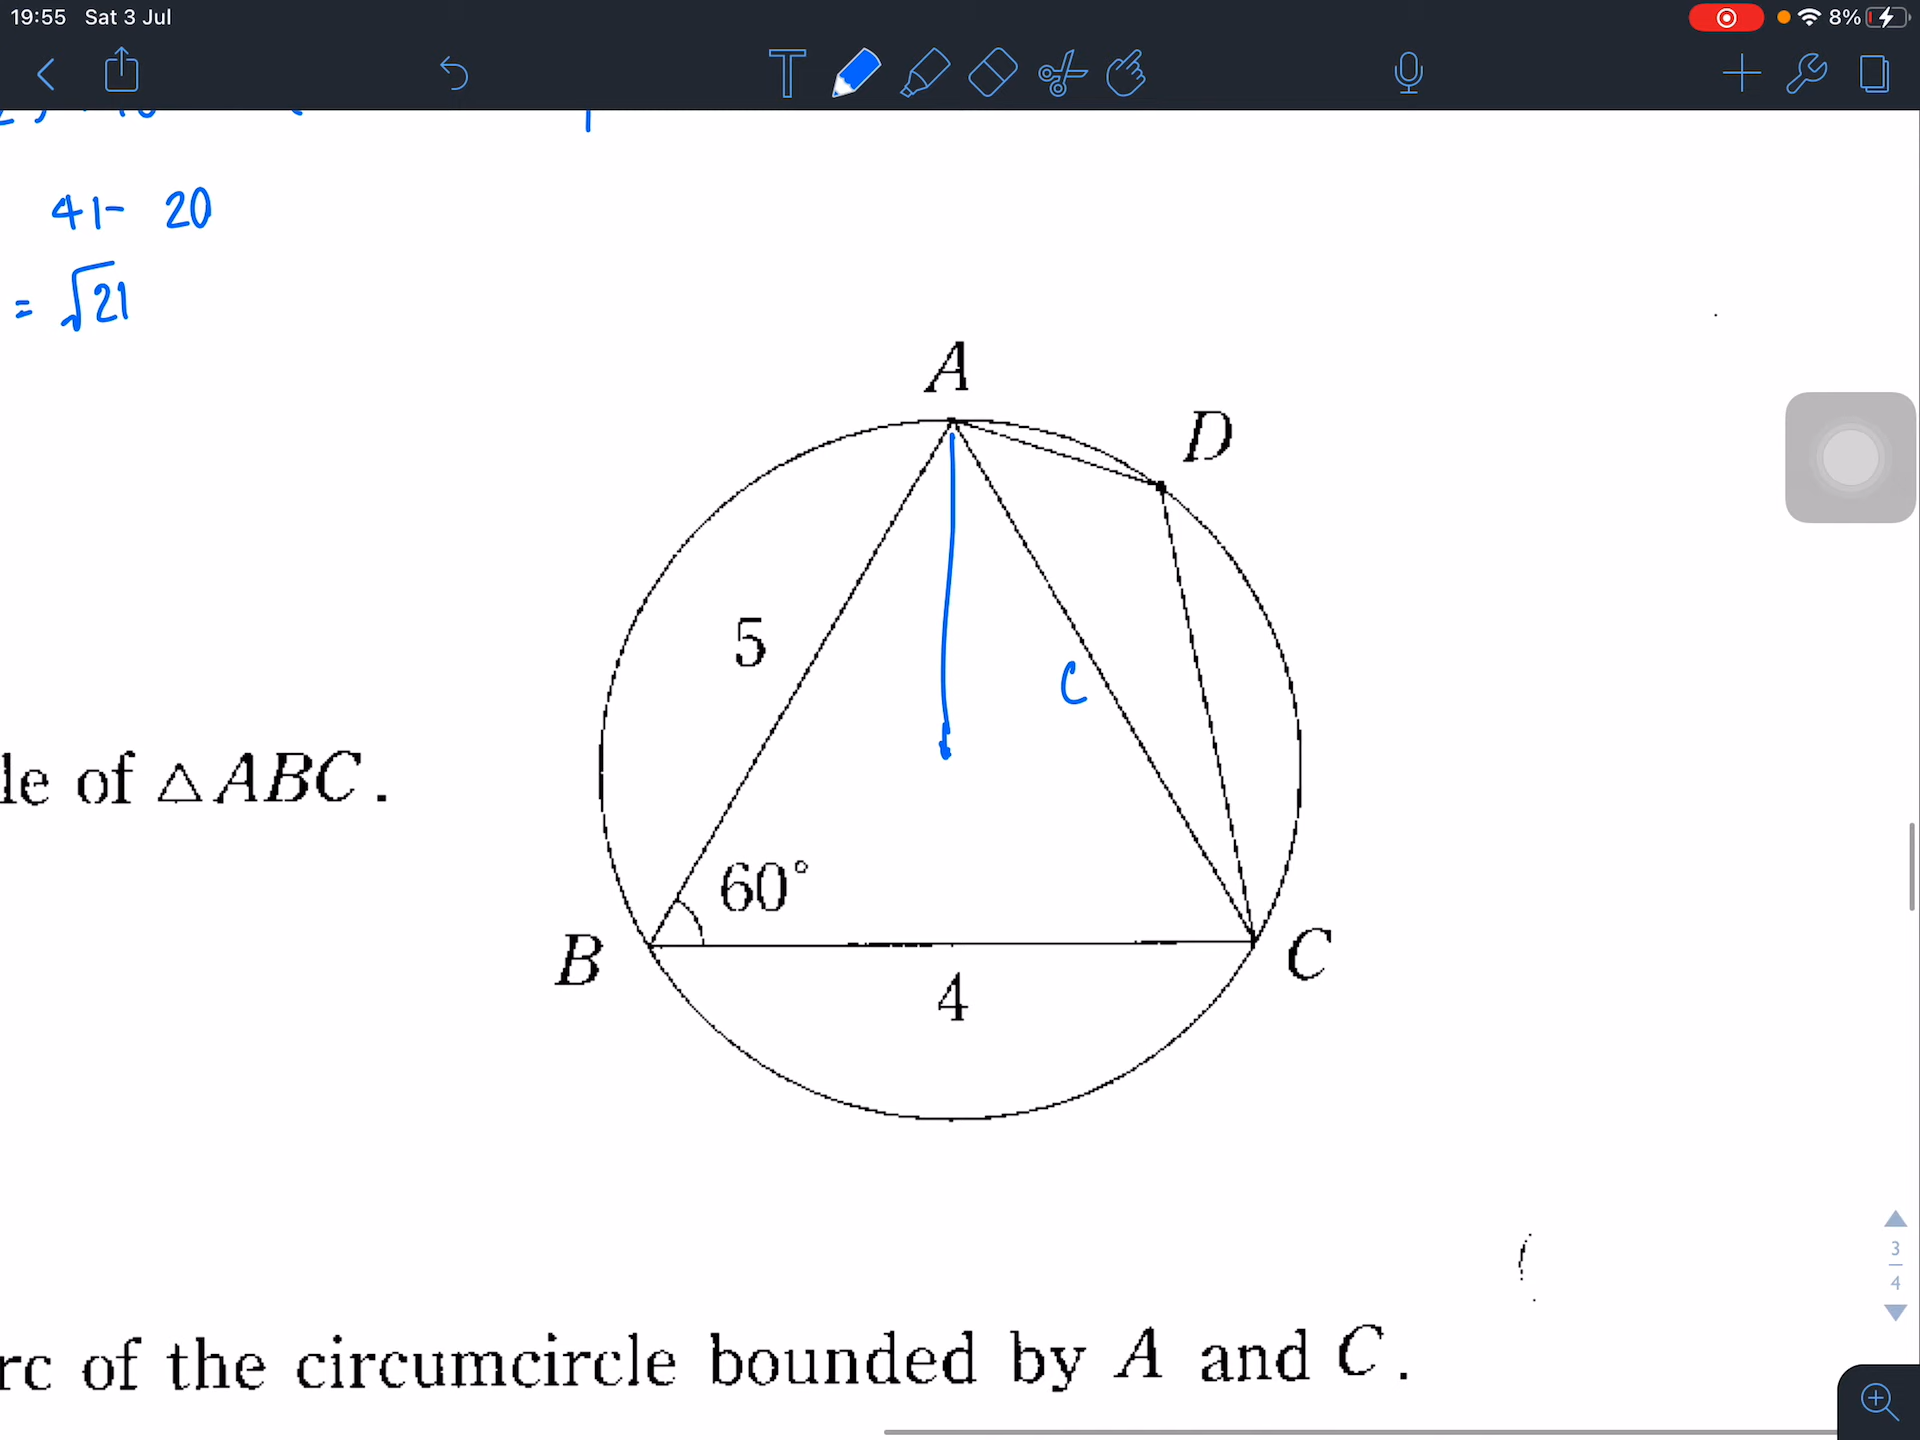 19:55 Sat 3 Jul
8%
T
41- 20
= √21
A
D
5
C
le of △ABC.
60°
B
C
4
3
4
rc of the circumcircle bounded by A and C.